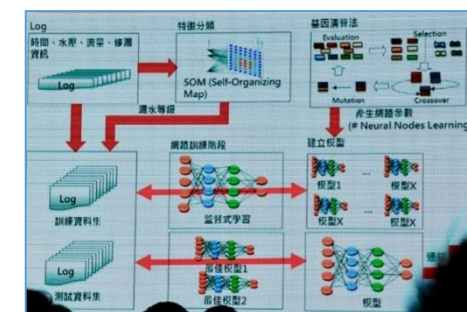 Log
時間、水壓、流量、修漏
資訊
Log
特徵分類
SOM (Self-Organizing
Map)
基因演算法
Evaluation
Selection
Mutation
Crossover
漏水等級
產生網路參數
(# Neural Nodes Learning
Log
訓練資料集
網路訓練階段
監督式學習
建立模型
模型1
...
模型X
模型X
...
模型X
Log
測試資料集
最佳模型1
最佳模型2
模型